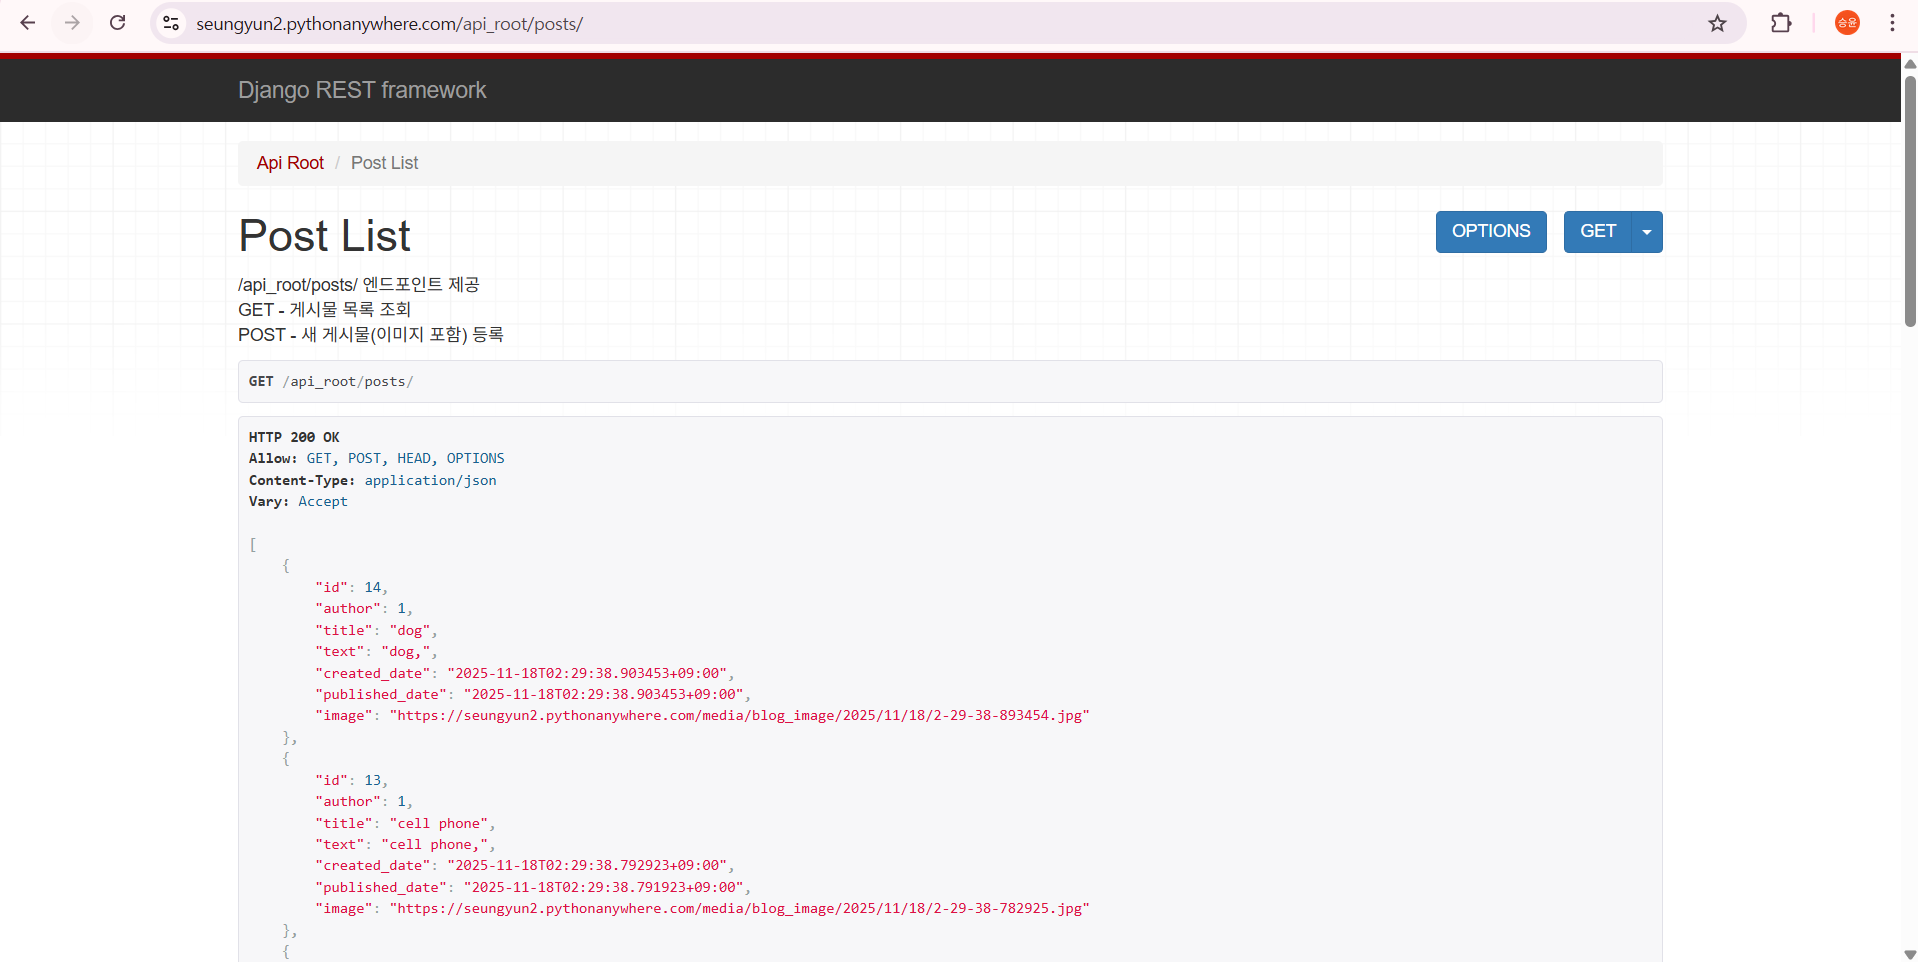 seungyun2.pythonanywhere.com/api_root/posts/
승윤
Django REST framework
Api Root / Post List
Post List
OPTIONS
GET
/api_root/posts/ 엔드포인트 제공
GET - 게시물 목록 조회
POST - 새 게시물(이미지 포함) 등록
GET /api_root/posts/
HTTP 200 OK
Allow: GET, POST, HEAD, OPTIONS
Content-Type: application/json
Vary: Accept
[
{
"id": 14,
"author": 1,
"title": "dog",
"text": "dog,",
"created_date": "2025-11-18T02:29:38.903453+09:00",
"published_date": "2025-11-18T02:29:38.903453+09:00",
"image": "https://seungyun2.pythonanywhere.com/media/blog_image/2025/11/18/2-29-38-893454.jpg"
},
{
"id": 13,
"author": 1,
"title": "cell phone",
"text": "cell phone,",
"created_date": "2025-11-18T02:29:38.792923+09:00",
"published_date": "2025-11-18T02:29:38.791923+09:00",
"image": "https://seungyun2.pythonanywhere.com/media/blog_image/2025/11/18/2-29-38-782925.jpg"
},
{